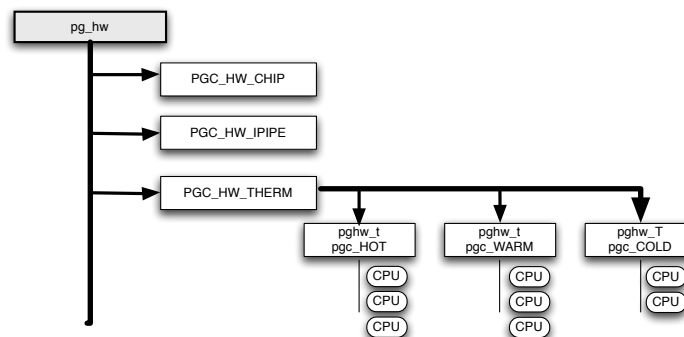 pg_hw
PGC_HW_CHIP
PGC_HW_IPIPE
PGC_HW_THERM
pghw_t
pgc_HOT
pghw_t
pgc_WARM
pghw_T
pgc_COLD
CPU
CPU
CPU
CPU
CPU
CPU
CPU
CPU